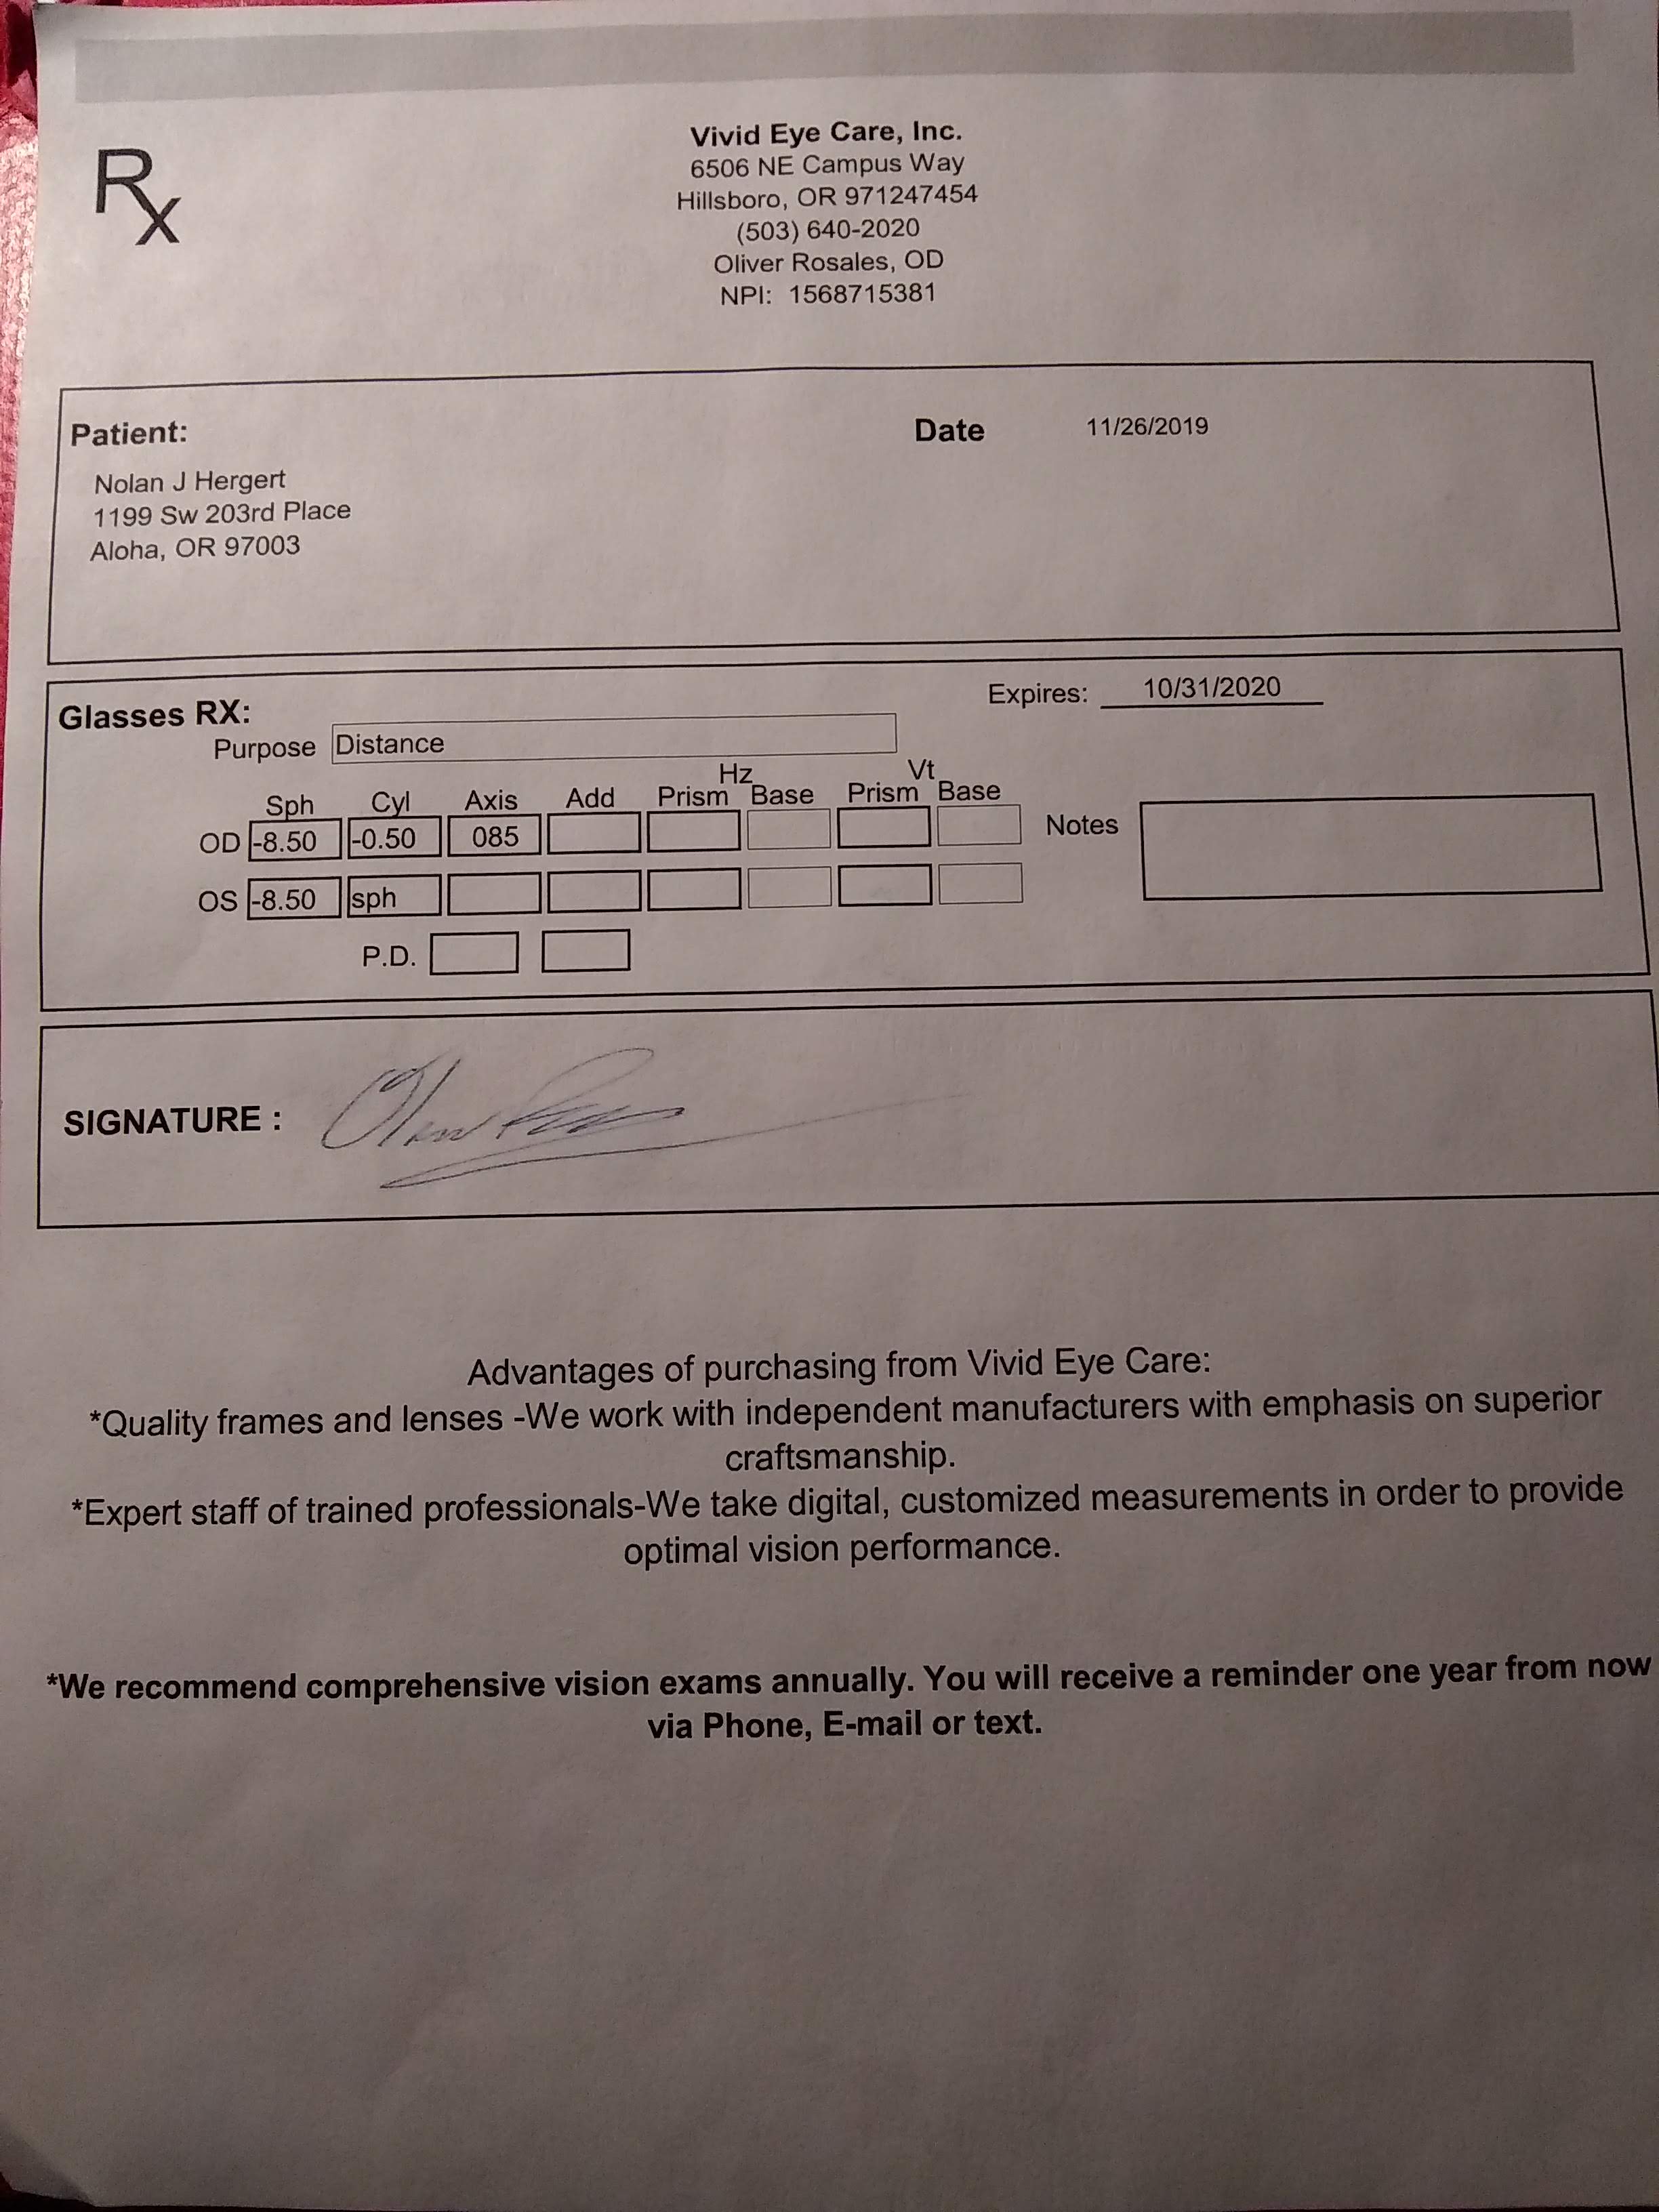 Rx
Vivid Eye Care, Inc.
6506 NE Campus Way
Hillsboro, OR 971247454
(503) 640-2020
Oliver Rosales, OD
NPI: 1568715381
Patient:
Date 11/26/2019
Nolan J Hergert
1199 Sw 203rd Place
Aloha, OR 97003
Glasses RX:
Expires: 10/31/2020
Purpose Distance
Hz Vt
Sph Cyl Axis Add Prism Base Prism Base
OD -8.50 -0.50 085
Notes
OS -8.50 sph
P.D.
SIGNATURE :
Advantages of purchasing from Vivid Eye Care:
*Quality frames and lenses -We work with independent manufacturers with emphasis on superior
craftsmanship.
*Expert staff of trained professionals-We take digital, customized measurements in order to provide
optimal vision performance.
*We recommend comprehensive vision exams annually. You will receive a reminder one year from now
via Phone, E-mail or text.